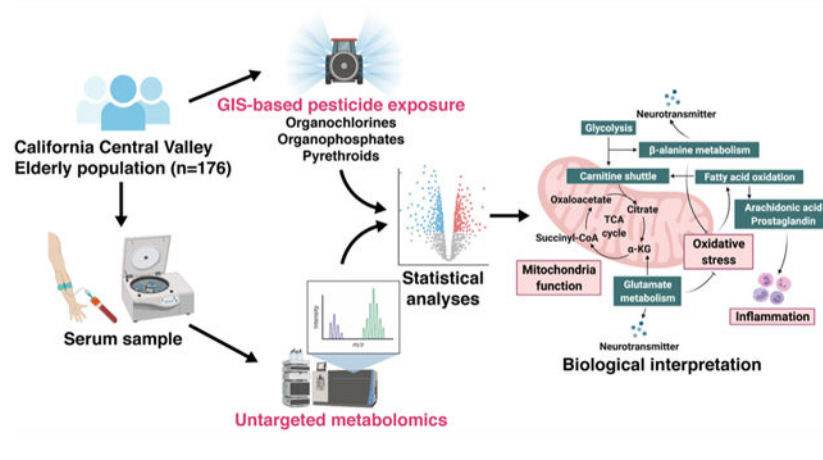 California Central Valley
Elderly population (n=176)
GIS-based pesticide exposure
Organochlorines
Organophosphates
Pyrethroids
Serum sample
Intensity
m/z
Untargeted metabolomics
Statistical
analyses
Neurotransmitter
Glycolysis
β-alanine metabolism
Carnitine shuttle
Fatty acid oxidation
Arachidonic acid
Prostaglandin
Oxaloacetate
Citrate
TCA
cycle
Succinyl-CoA
α-KG
Oxidative
stress
Mitochondria
function
Glutamate
metabolism
Inflammation
Neurotransmitter
Biological interpretation